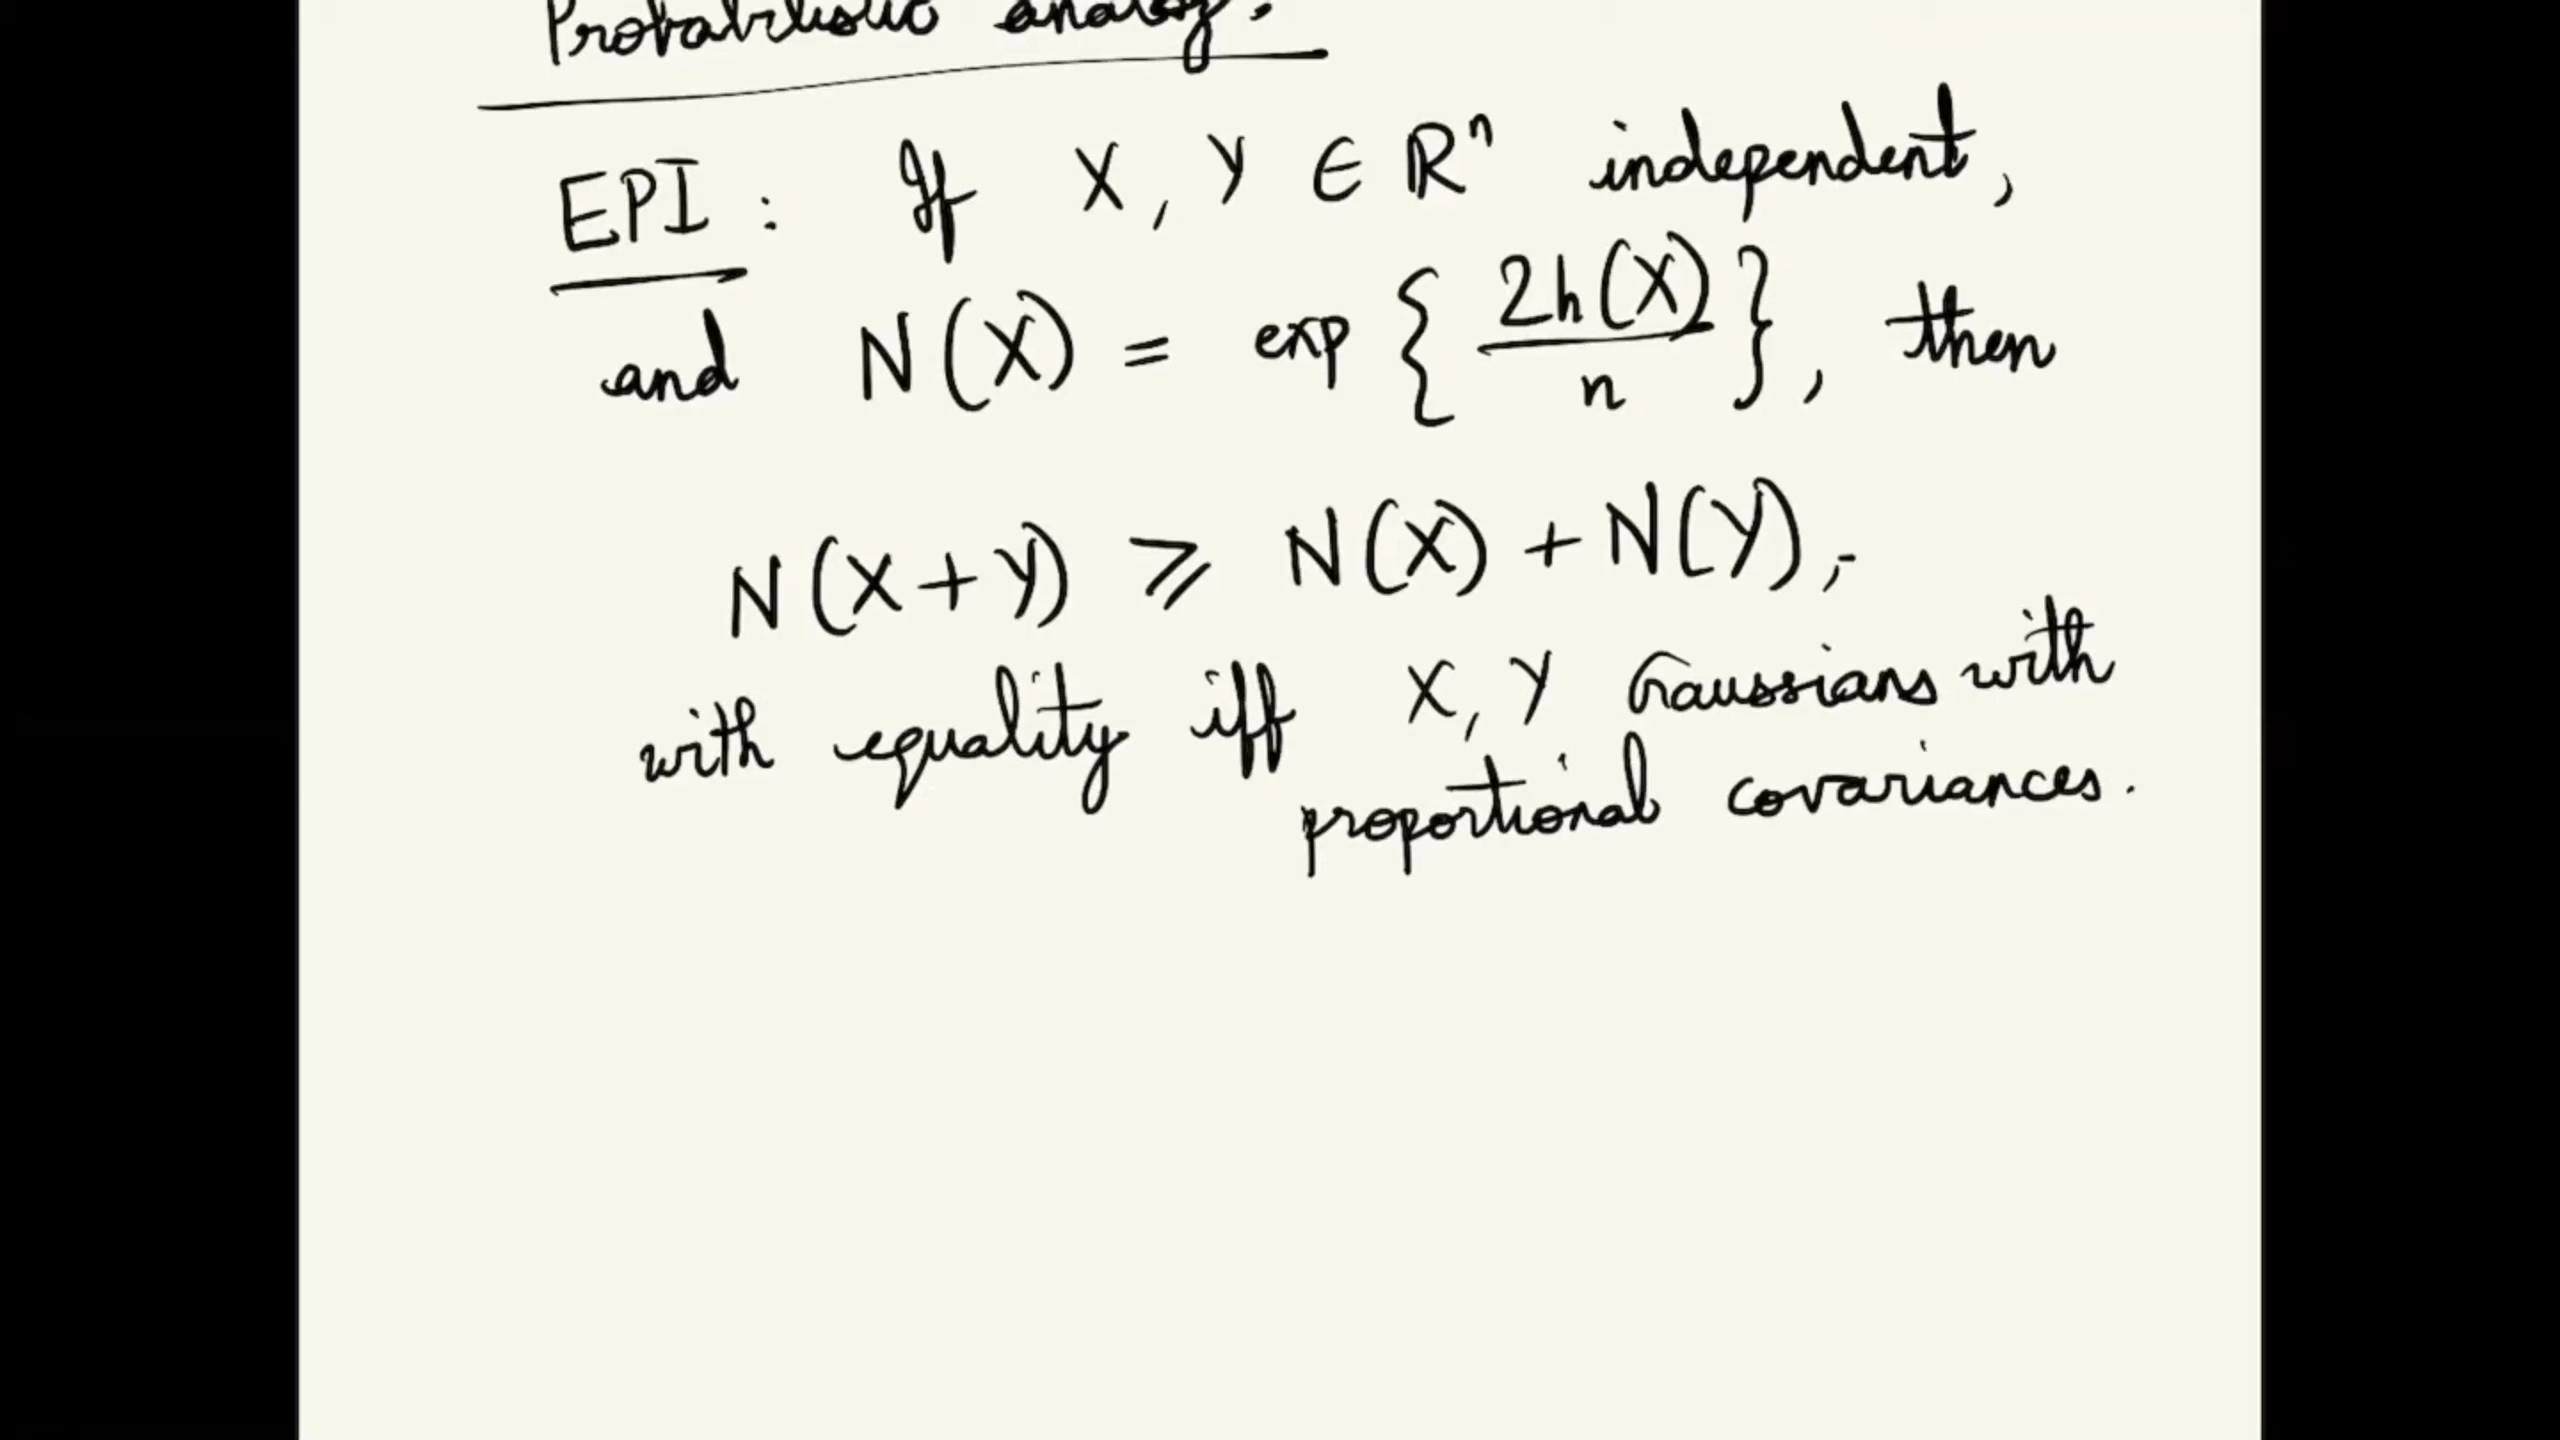 Probabilistic analog:
EPI : If X, Y ∈ ℝⁿ independent,
and N(X) = exp { 2h(X) / n }, then
N(X+Y) ⩾ N(X) + N(Y),
with equality iff X, Y Gaussians with
proportional covariances.